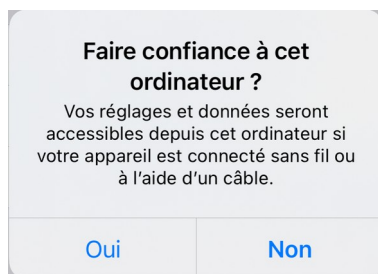 Faire confiance à cet
ordinateur ?
Vos réglages et données seront
accessibles depuis cet ordinateur si
votre appareil est connecté sans fil ou
à l’aide d’un câble.
Oui
Non